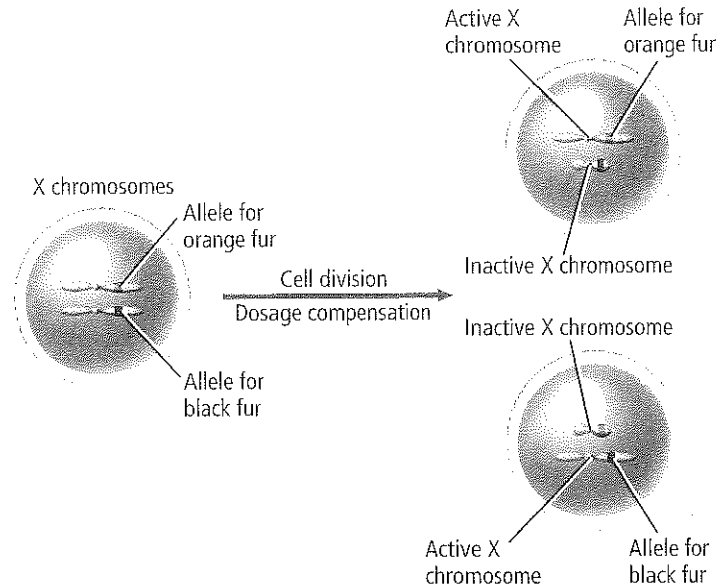 X chromosomes
Allele for
orange fur
Allele for
black fur
Cell division
Dosage compensation
Active X
chromosome
Allele for
orange fur
Inactive X chromosome
Inactive X chromosome
Active X
chromosome
Allele for
black fur